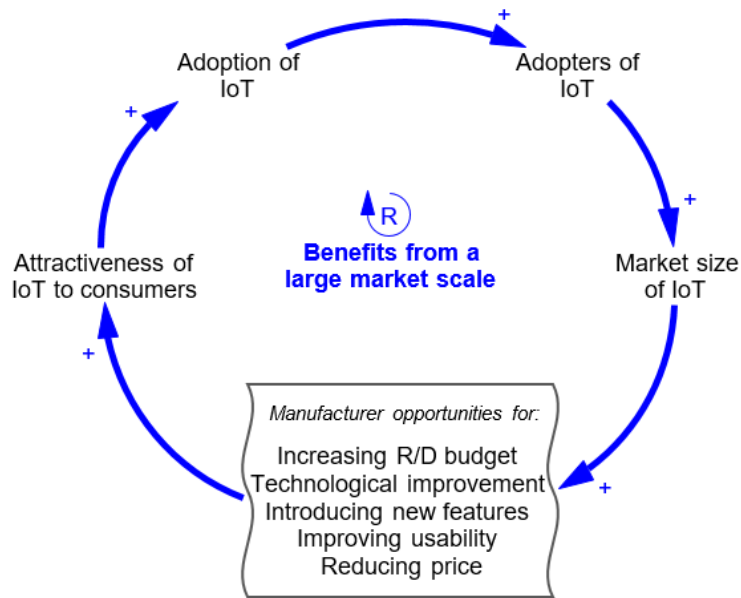 Adoption of
IoT
+
Adopters of
IoT
+
+
R
Benefits from a
large market scale
Attractiveness of
IoT to consumers
Market size
of IoT
+
+
Manufacturer opportunities for:
Increasing R/D budget
Technological improvement
Introducing new features
Improving usability
Reducing price